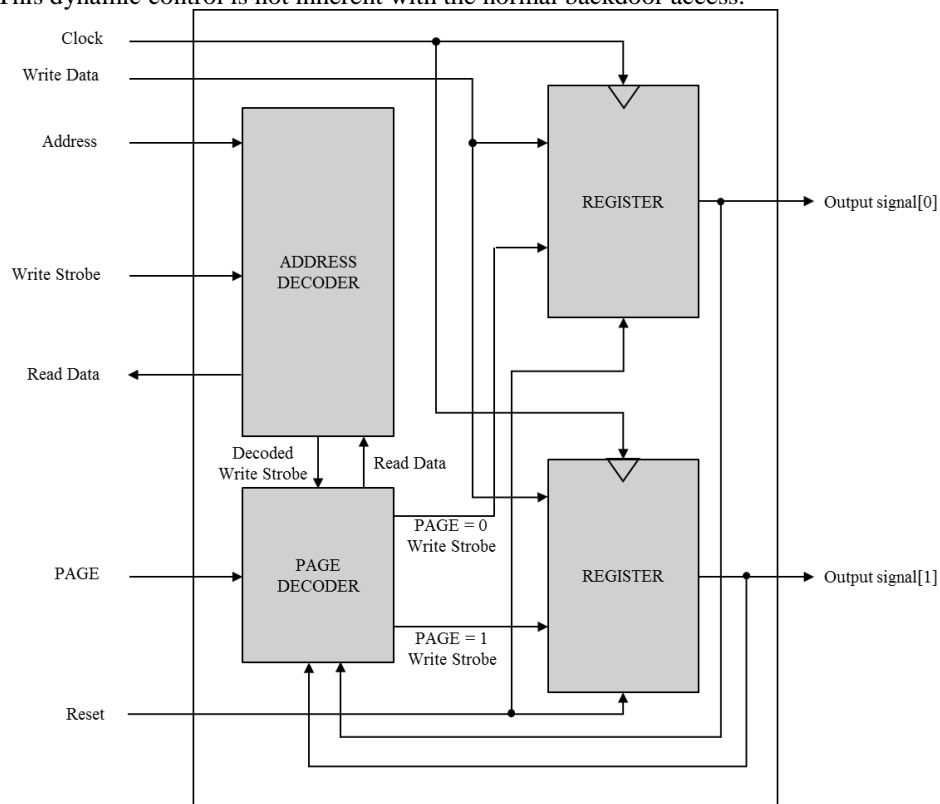 This dynamic control is not inherent with the normal backdoor access.
Clock
Write Data
Address
Write Strobe
Read Data
ADDRESS
DECODER
REGISTER
Output signal[0]
Decoded
Write Strobe
Read Data
PAGE = 0
Write Strobe
PAGE
PAGE
DECODER
REGISTER
Output signal[1]
PAGE = 1
Write Strobe
Reset